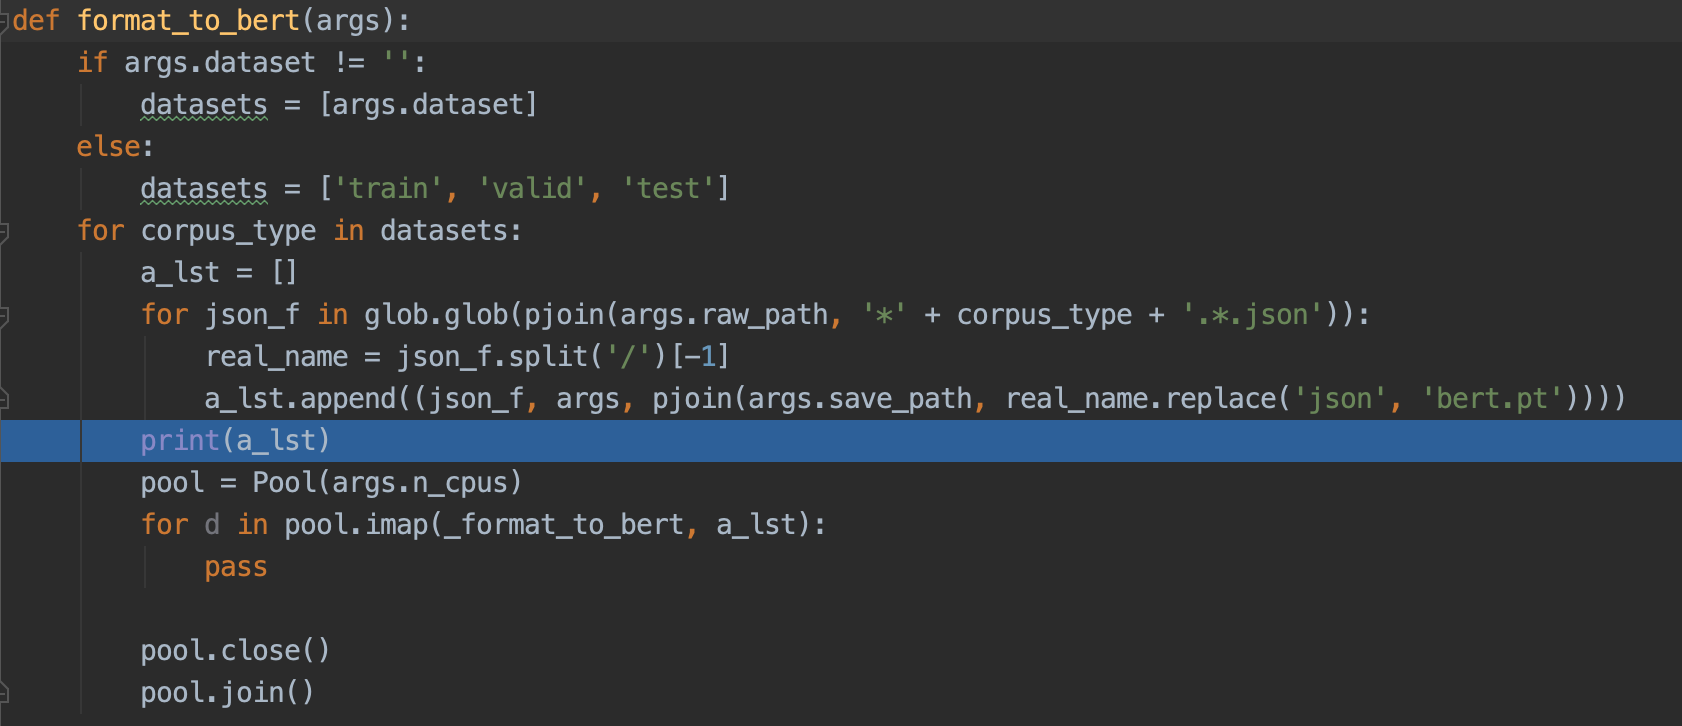 def format_to_bert(args):
    if args.dataset != '':
        datasets = [args.dataset]
    else:
        datasets = ['train', 'valid', 'test']
    for corpus_type in datasets:
        a_lst = []
        for json_f in glob.glob(pjoin(args.raw_path, '*' + corpus_type + '.*.json')):
            real_name = json_f.split('/')[-1]
            a_lst.append((json_f, args, pjoin(args.save_path, real_name.replace('json', 'bert.pt'))))
        print(a_lst)
        pool = Pool(args.n_cpus)
        for d in pool.imap(_format_to_bert, a_lst):
            pass

        pool.close()
        pool.join()